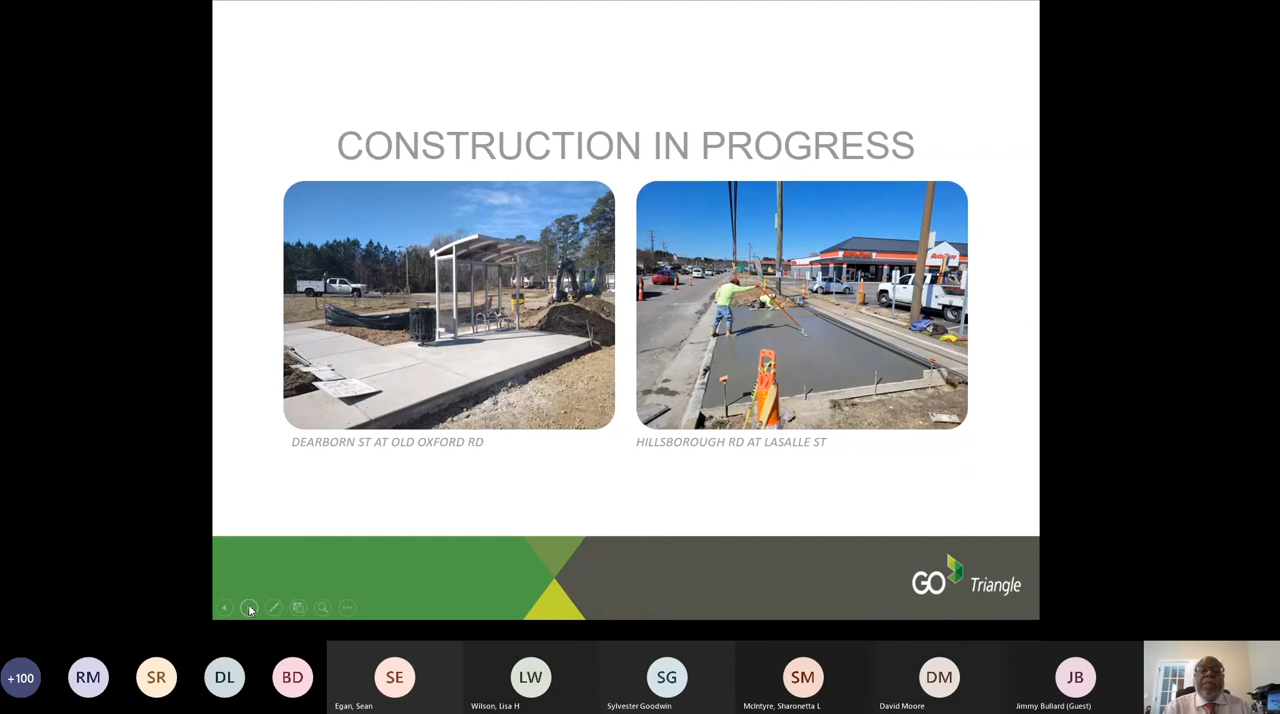 CONSTRUCTION IN PROGRESS
AutoZone
DEARBORN ST AT OLD OXFORD RD
HILLSBOROUGH RD AT LASALLE ST
GO Triangle
+100
RM
SR
DL
BD
SE
LW
SG
SM
DM
JB
Egan, Sean
Wilson, Lisa H
Sylvester Goodwin
McIntyre, Sharonetta L
David Moore
Jimmy Bullard (Guest)